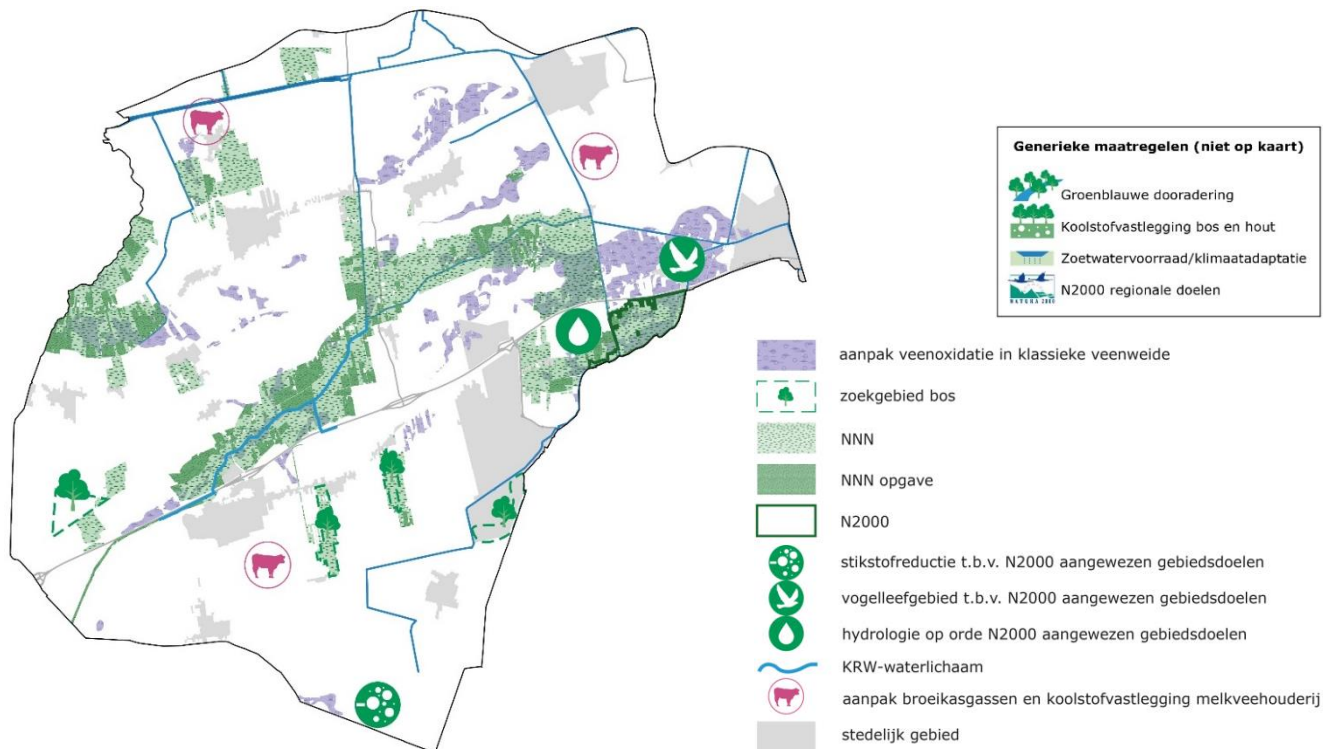 Generieke maatregelen (niet op kaart)
Groenblauwe dooradering
Koolstofvastlegging bos en hout
Zoetwatervoorraad/klimaatadaptatie
N2000 regionale doelen
NATURA 2000
aanpak veenoxidatie in klassieke veenweide
zoekgebied bos
NNN
NNN opgave
N2000
stikstofreductie t.b.v. N2000 aangewezen gebiedsdoelen
vogelleefgebied t.b.v. N2000 aangewezen gebiedsdoelen
hydrologie op orde N2000 aangewezen gebiedsdoelen
KRW-waterlichaam
aanpak broeikasgassen en koolstofvastlegging melkveehouderij
stedelijk gebied